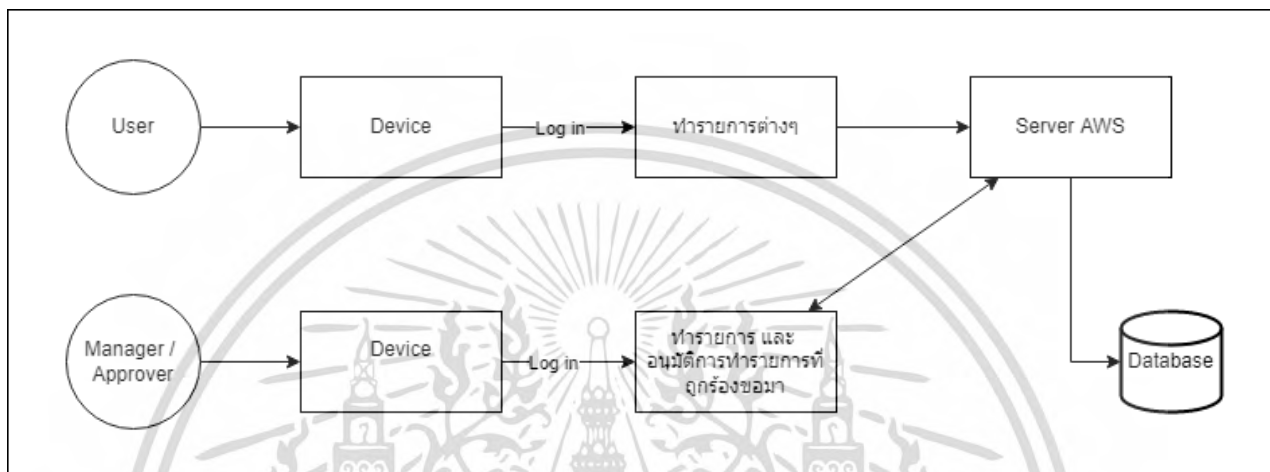 User
Device
Log in
ทำรายการต่างๆ
Server AWS
Manager /
Approver
Device
Log in
ทำรายการ และ
อนุมัติการทำรายการที่
ถูกร้องขอมา
Database